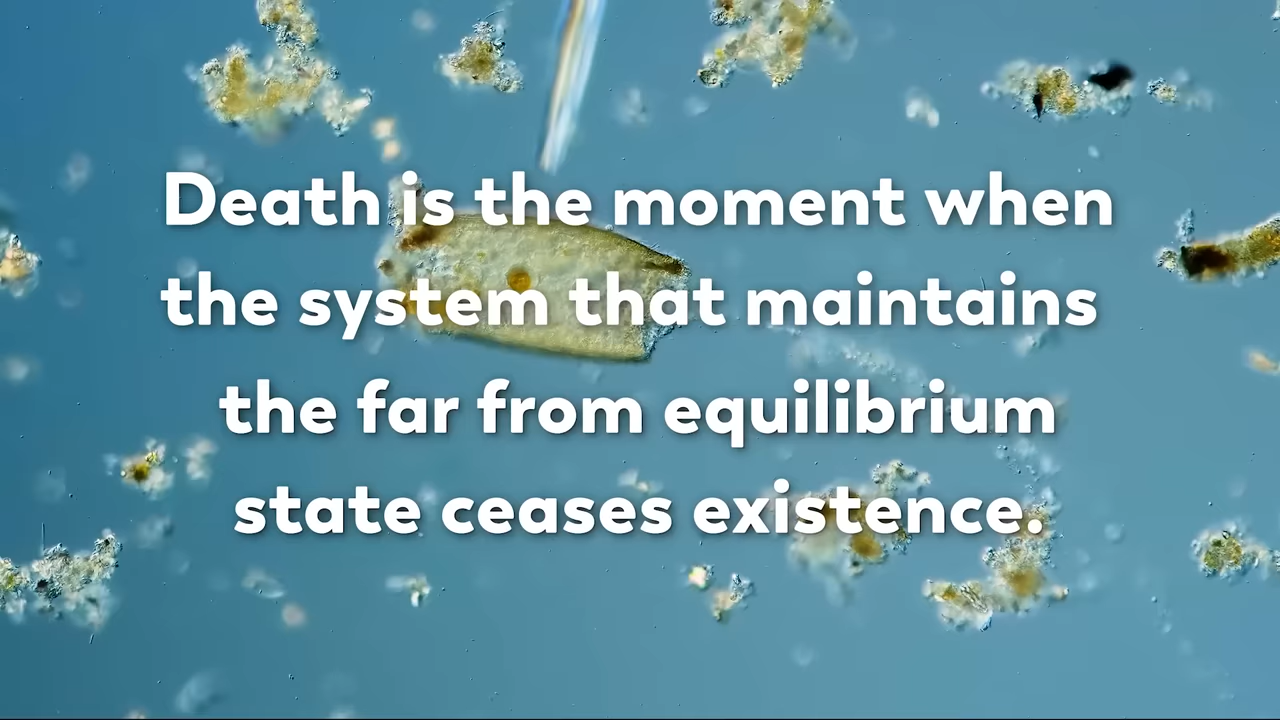 Death is the moment when
the system that maintains
the far from equilibrium
state ceases existence.